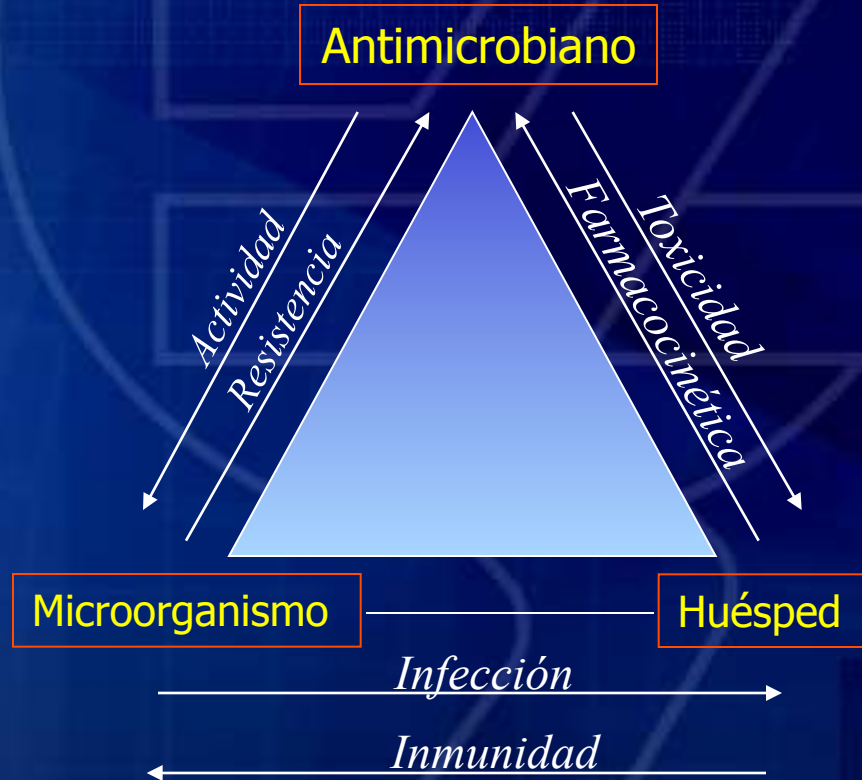 Antimicrobiano
Actividad
Resistencia
Toxicidad
Farmacocinética
Microorganismo
Huésped
Infección
Inmunidad